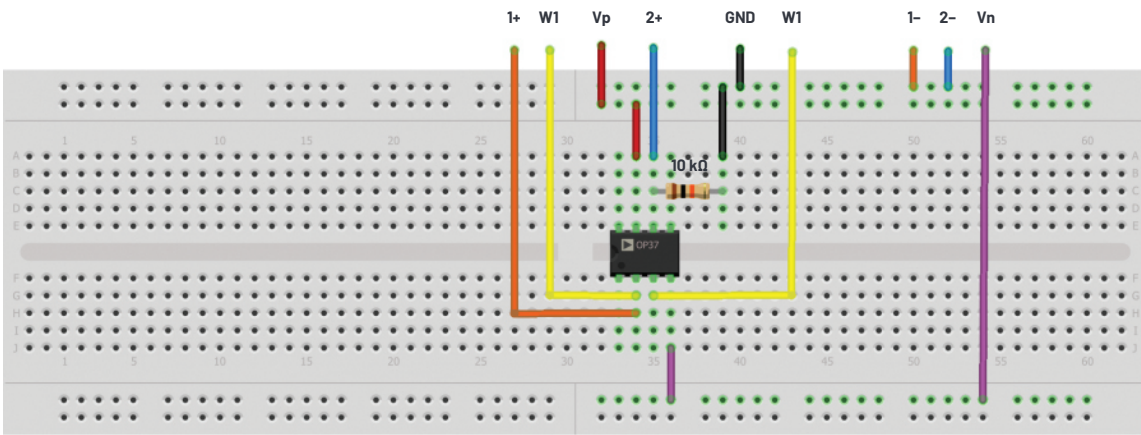 1+ W1 Vp 2+ GND W1 1– 2– Vn
1 5 10 15 20 25 30 35 40 45 50 55 60
A A
B B
C C
D D
E E
10 kΩ
OP37
F F
G G
H H
I I
J J
1 5 10 15 20 25 30 35 40 45 50 55 60